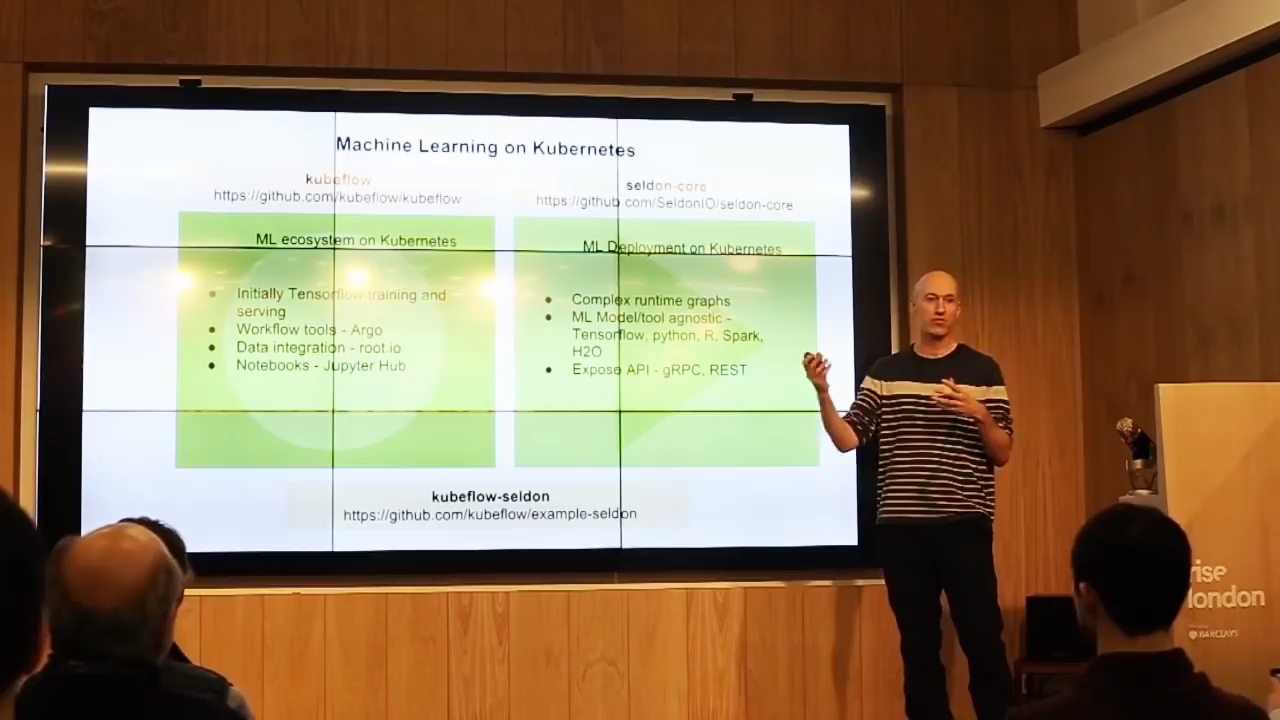 Machine Learning on Kubernetes
kubeflow
https://github.com/kubeflow/kubeflow
ML ecosystem on Kubernetes
• Initially Tensorflow training and
serving
• Workflow tools - Argo
• Data integration - root.io
• Notebooks - Jupyter Hub
seldon-core
https://github.com/SeldonIO/seldon-core
ML Deployment on Kubernetes
• Complex runtime graphs
• ML Model/tool agnostic -
Tensorflow, python, R, Spark,
H2O
• Expose API - gRPC, REST
kubeflow-seldon
https://github.com/kubeflow/example-seldon
rise
london
BARCLAYS